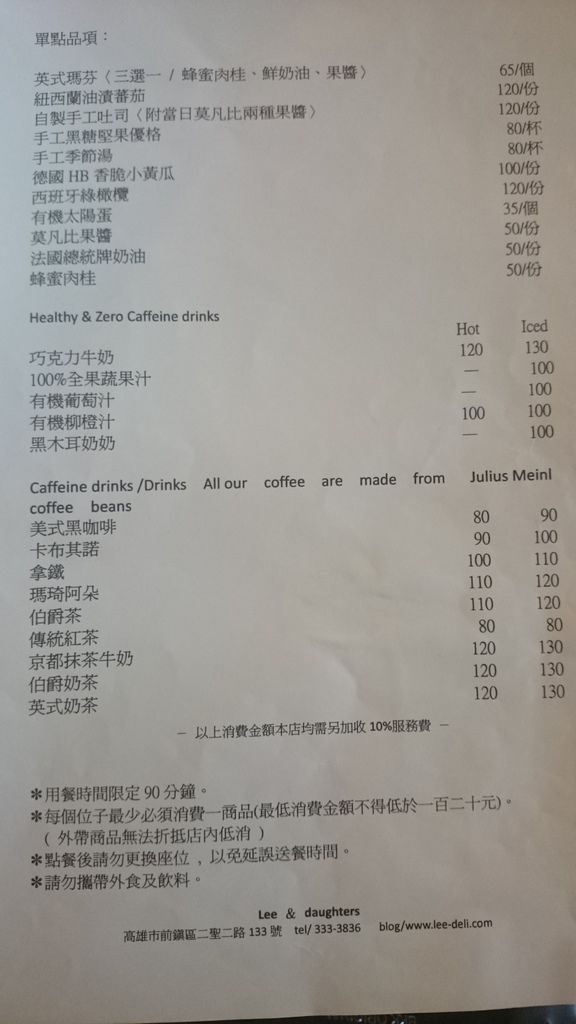 單點品項：
英式瑪芬〈三選一 / 蜂蜜肉桂、鮮奶油、果醬〉 65/個
紐西蘭油漬蕃茄 120/份
自製手工吐司〈附當日莫凡比兩種果醬〉 120/份
手工黑糖堅果優格 80/杯
手工季節湯 80/杯
德國 HB 香脆小黃瓜 100/份
西班牙綠橄欖 120/份
有機太陽蛋 35/個
莫凡比果醬 50/份
法國總統牌奶油 50/份
蜂蜜肉桂 50/份
Healthy & Zero Caffeine drinks
Hot Iced
巧克力牛奶 120 130
100%全果蔬果汁 — 100
有機葡萄汁 — 100
有機柳橙汁 100 100
黑木耳奶奶 — 100
Caffeine drinks /Drinks All our coffee are made from Julius Meinl
coffee beans
美式黑咖啡 80 90
卡布其諾 90 100
拿鐵 100 110
瑪琦阿朵 110 120
伯爵茶 110 120
傳統紅茶 80 80
京都抹茶牛奶 120 130
伯爵奶茶 120 130
英式奶茶 120 130
— 以上消費金額本店均需另加收 10%服務費 —
＊用餐時間限定 90 分鐘。
＊每個位子最少必須消費一商品(最低消費金額不得低於一百二十元)。
( 外帶商品無法折抵店內低消 )
＊點餐後請勿更換座位，以免延誤送餐時間。
＊請勿攜帶外食及飲料。
Lee & daughters
高雄市前鎮區二聖二路 133 號 tel/ 333-3836 blog/www.lee-deli.com